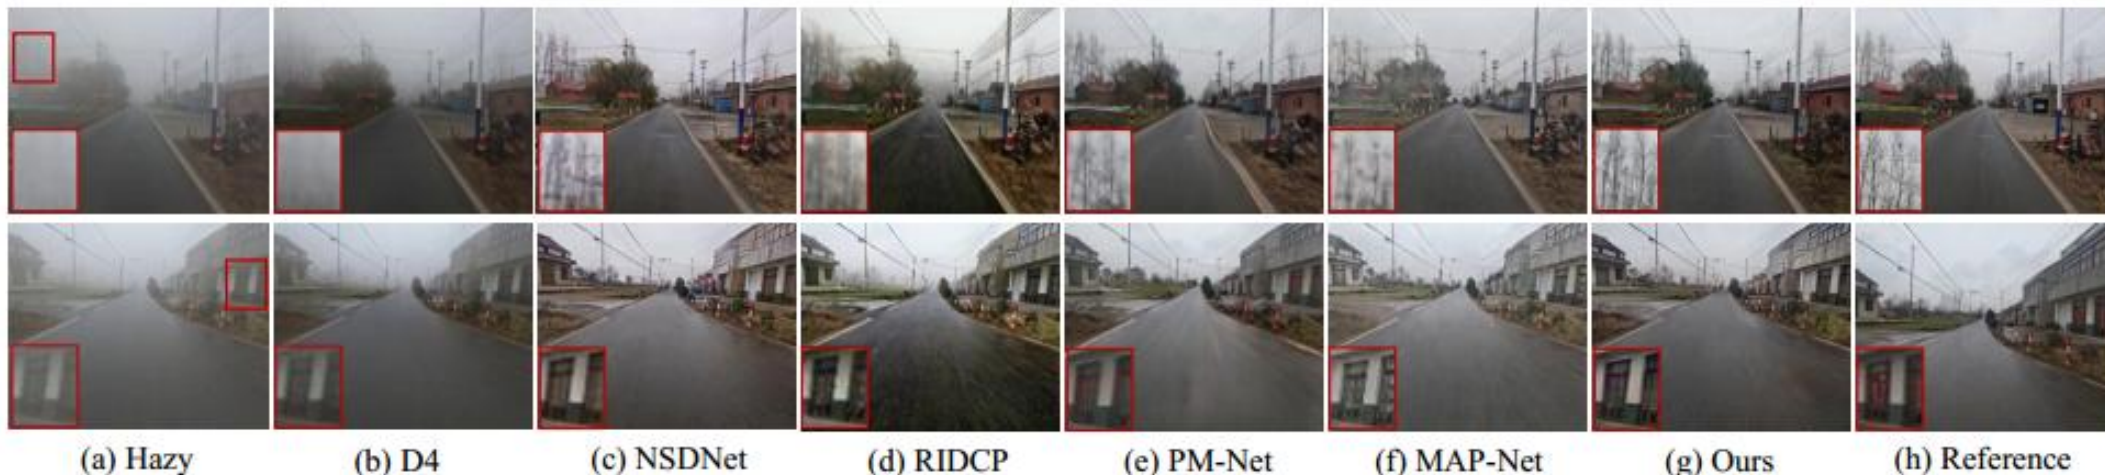 (a) Hazy (b) D4 (c) NSDNet (d) RIDCP (e) PM-Net (f) MAP-Net (g) Ours (h) Reference